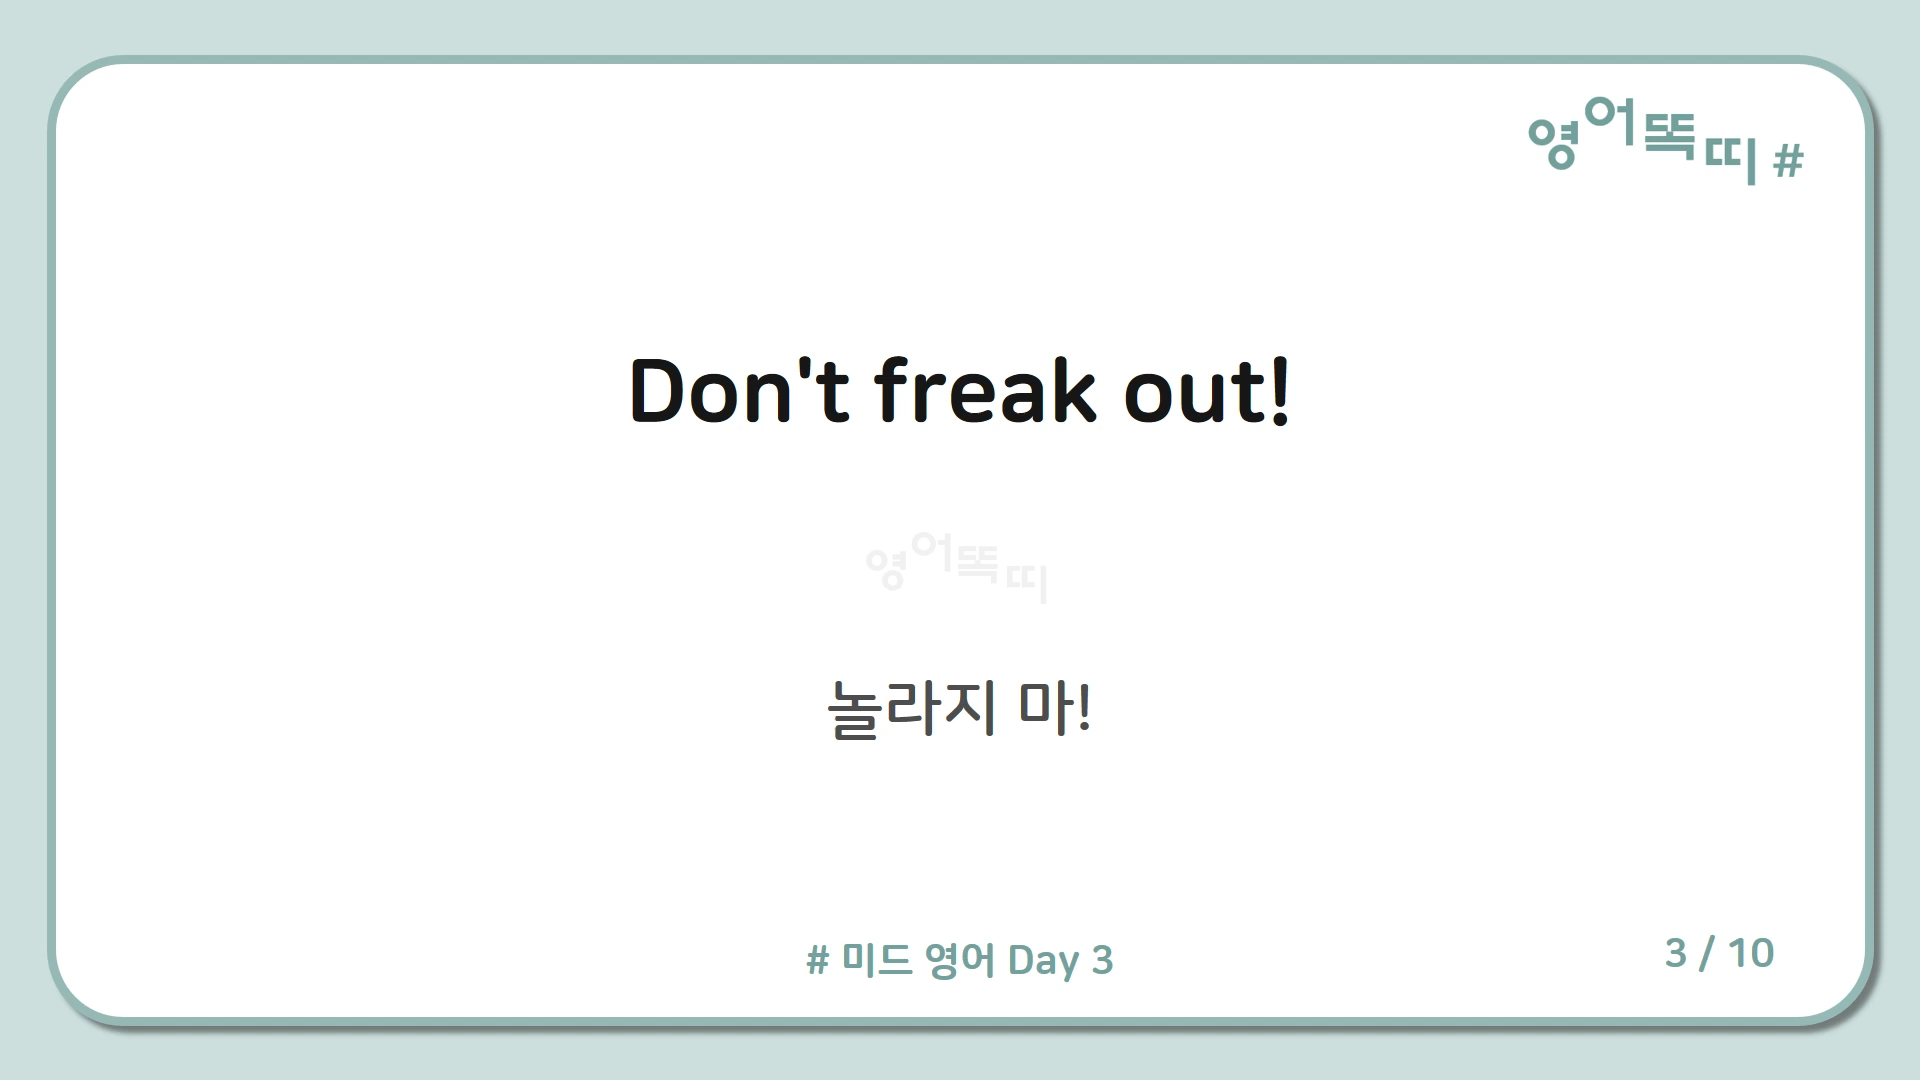 영어똑띠 #
Don't freak out!
영어똑띠
놀라지 마!
# 미드 영어 Day 3
3 / 10